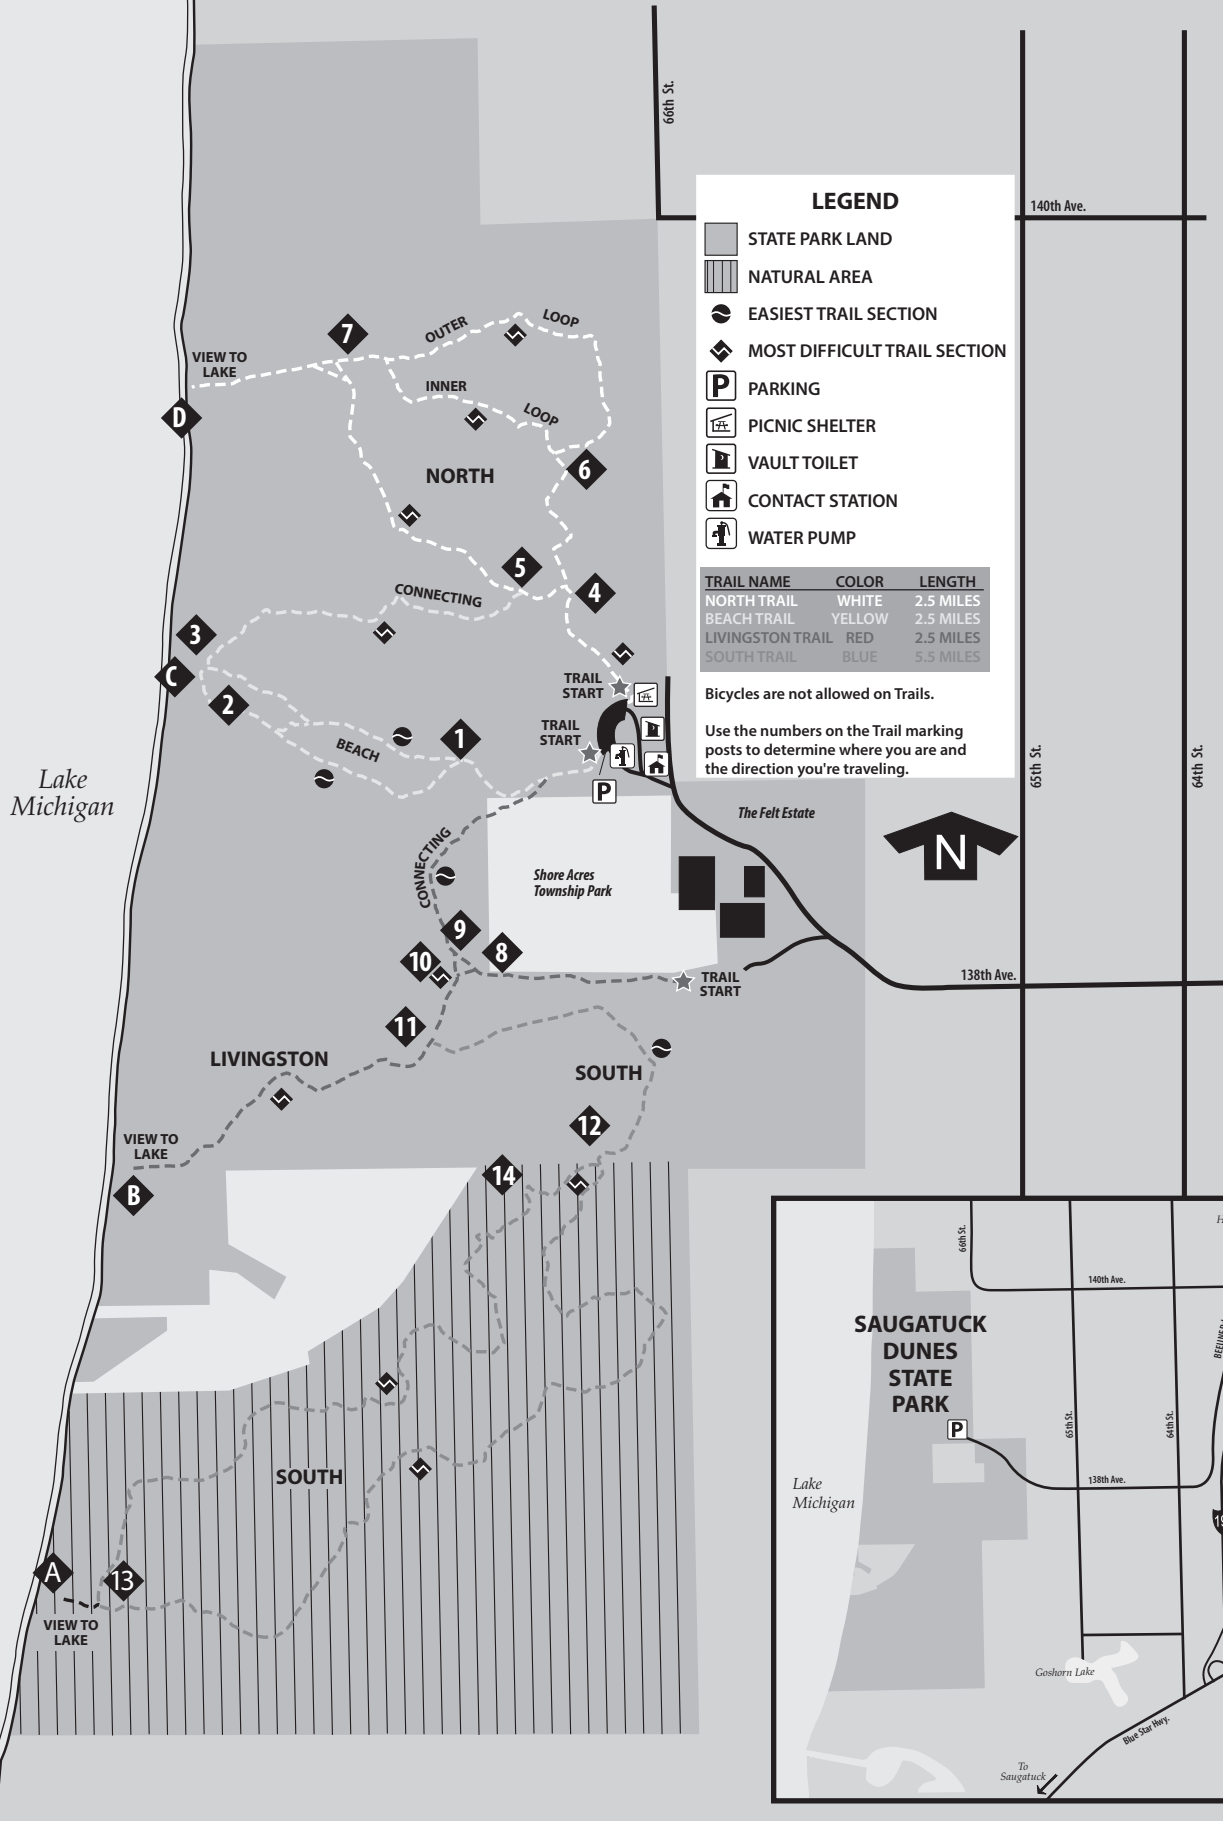 66th St.
LEGEND
STATE PARK LAND
NATURAL AREA
EASIEST TRAIL SECTION
MOST DIFFICULT TRAIL SECTION
P PARKING
PICNIC SHELTER
VAULT TOILET
CONTACT STATION
WATER PUMP
TRAIL NAME COLOR LENGTH
NORTH TRAIL WHITE 2.5 MILES
BEACH TRAIL YELLOW 2.5 MILES
LIVINGSTON TRAIL RED 2.5 MILES
SOUTH TRAIL BLUE 5.5 MILES
Bicycles are not allowed on Trails.
Use the numbers on the Trail marking
posts to determine where you are and
the direction you're traveling.
140th Ave.
65th St.
64th St.
7
OUTER
LOOP
VIEW TO
LAKE
INNER
LOOP
D
6
NORTH
5
CONNECTING
4
3
C
2
TRAIL
START
TRAIL
START
1
BEACH
P
Lake
Michigan
The Felt Estate
N
CONNECTING
Shore Acres
Township Park
9
8
10
TRAIL
START
138th Ave.
11
LIVINGSTON
SOUTH
12
VIEW TO
LAKE
14
B
SOUTH
A
13
VIEW TO
LAKE
66th St.
H
140th Ave.
SAUGATUCK
DUNES
STATE
PARK
P
BEELINE
65th St.
64th St.
138th Ave.
Lake
Michigan
19
Goshorn Lake
Blue Star Hwy.
To
Saugatuck